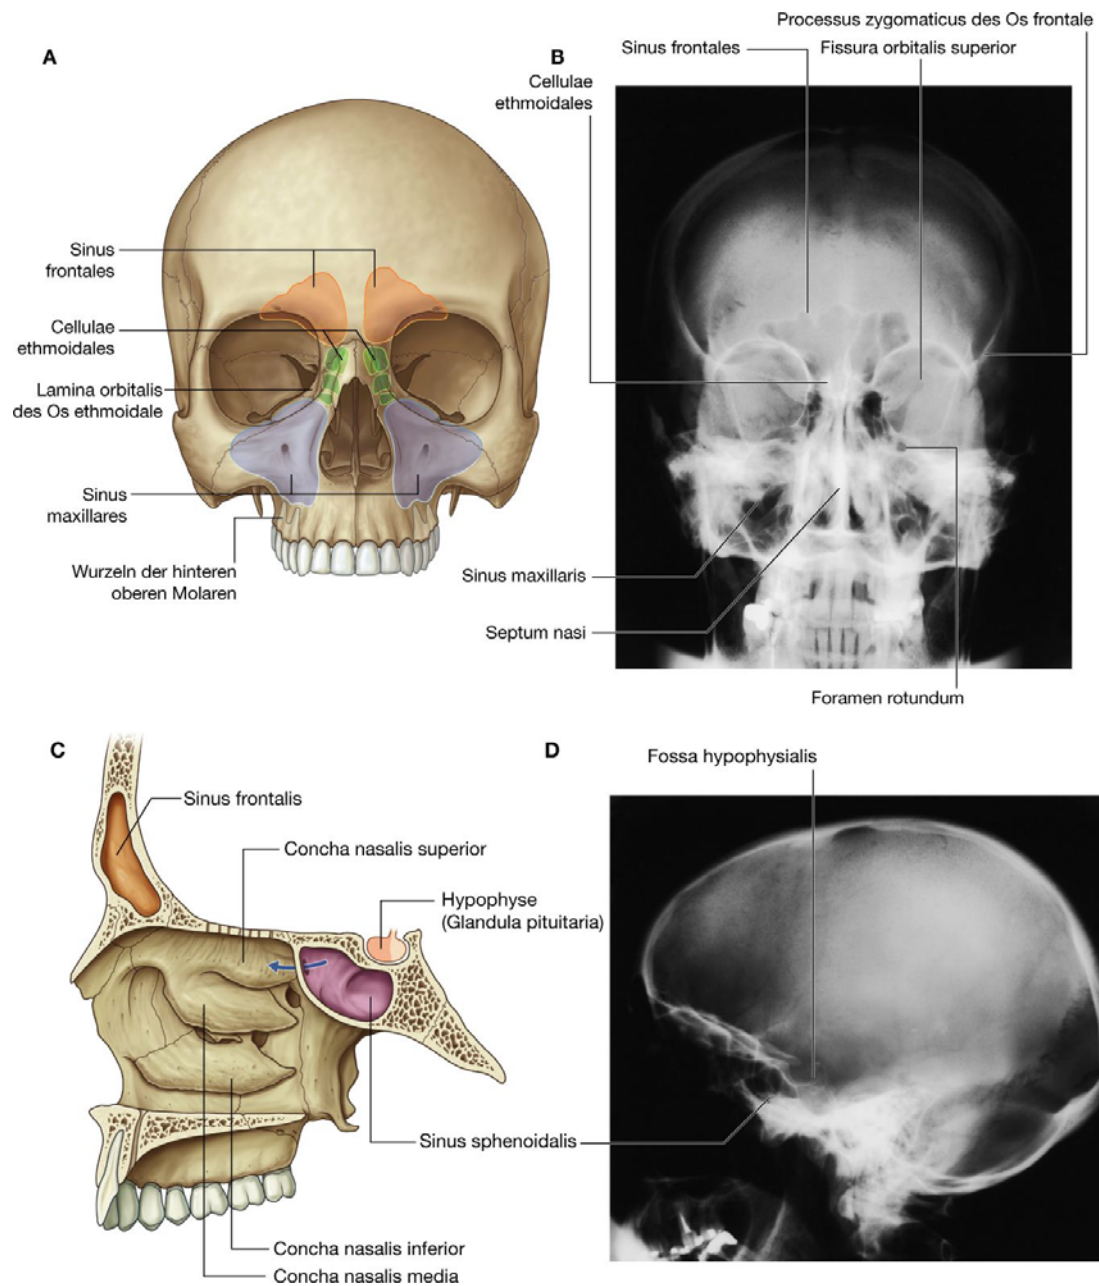 A
Sinus
frontales
Cellulae
ethmoidales
Lamina orbitalis
des Os ethmoidale
Sinus
maxillares
Wurzeln der hinteren
oberen Molaren
B
Processus zygomaticus des Os frontale
Sinus frontales
Fissura orbitalis superior
Cellulae
ethmoidales
Sinus maxillaris
Septum nasi
Foramen rotundum
C
Sinus frontalis
Concha nasalis superior
Hypophyse
(Glandula pituitaria)
Sinus sphenoidalis
Concha nasalis inferior
Concha nasalis media
D
Fossa hypophysialis